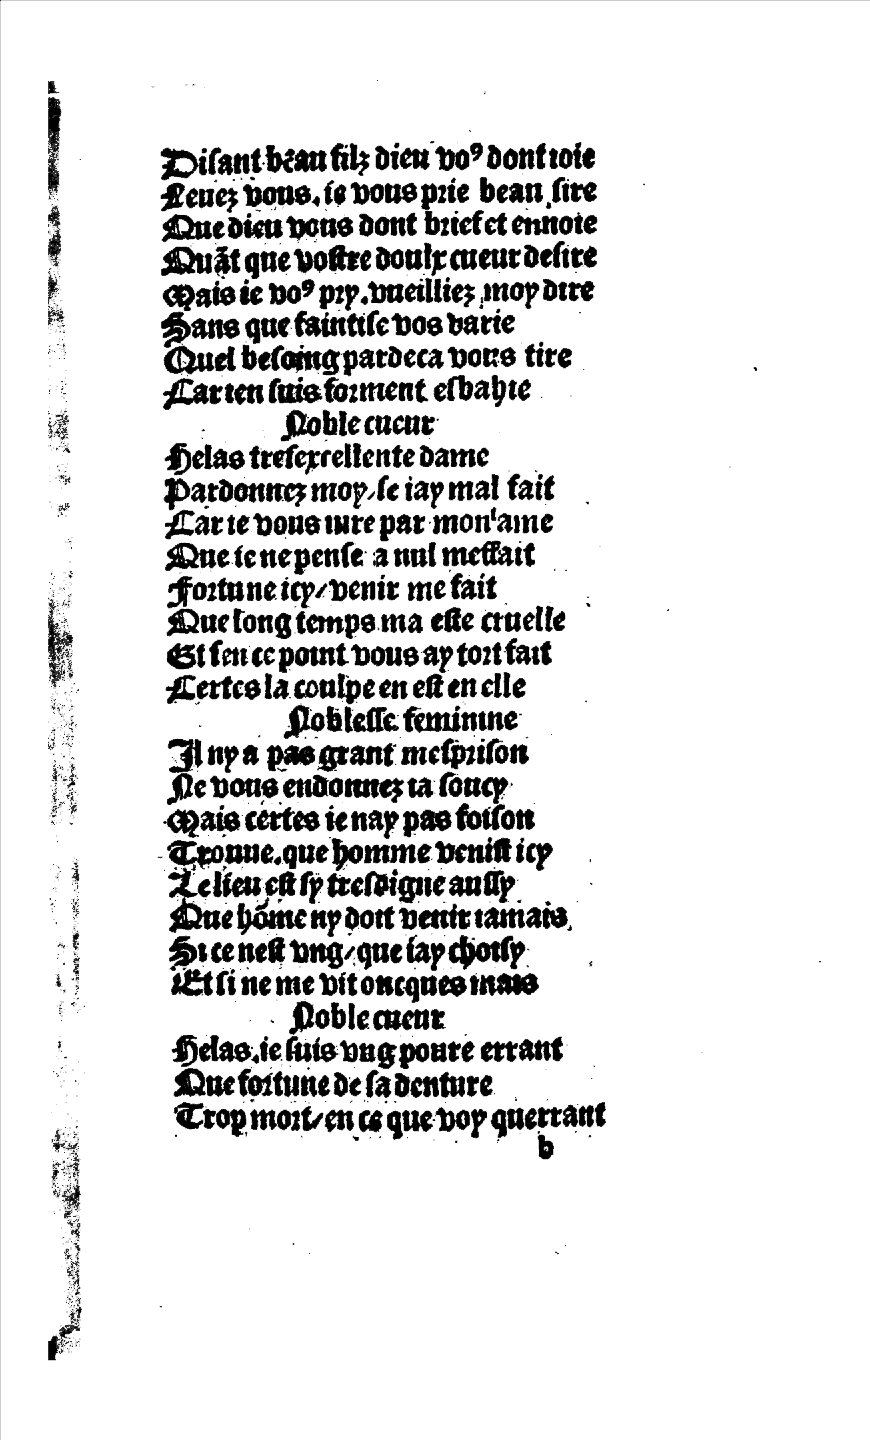 Disant beau filz dieu voꝰ dont ioie
Leuez vous. ie vous prie beau sire
Que dieu vous dont brief et ennoie
Quãt que vostre doulx cueur desire
Mais ie voꝰ pry. vueilliez moy dire
Sans que faintise vos varie
Quel besoing pardeca vous tire
Car ien suis forment esbahie
Noble cueur
Helas tresexcellente dame
Pardonnez moy/se iay mal fait
Car ie vous iure par mon ame
Que ie ne pense a nul meffait
Fortune icy/venir me fait
Que long temps ma este cruelle
Et sen ce point vous ay tort fait
Certes la coulpe en est en elle
Noblesse feminine
Il ny a pas grant mesprison
Ne vous endonnez ia soucy
Mais certes ie nay pas foison
Trouue. que homme venist icy
Le lieu est sy tresdigne aussy
Que hõme ny doit venir iamais
Si ce nest vng/que iay choisy
Et si ne me vit oncques mais
Noble cueur
Helas. ie suis vng poure errant
Que fortune de sa denture
Trop mort/en ce que voy querrant
b